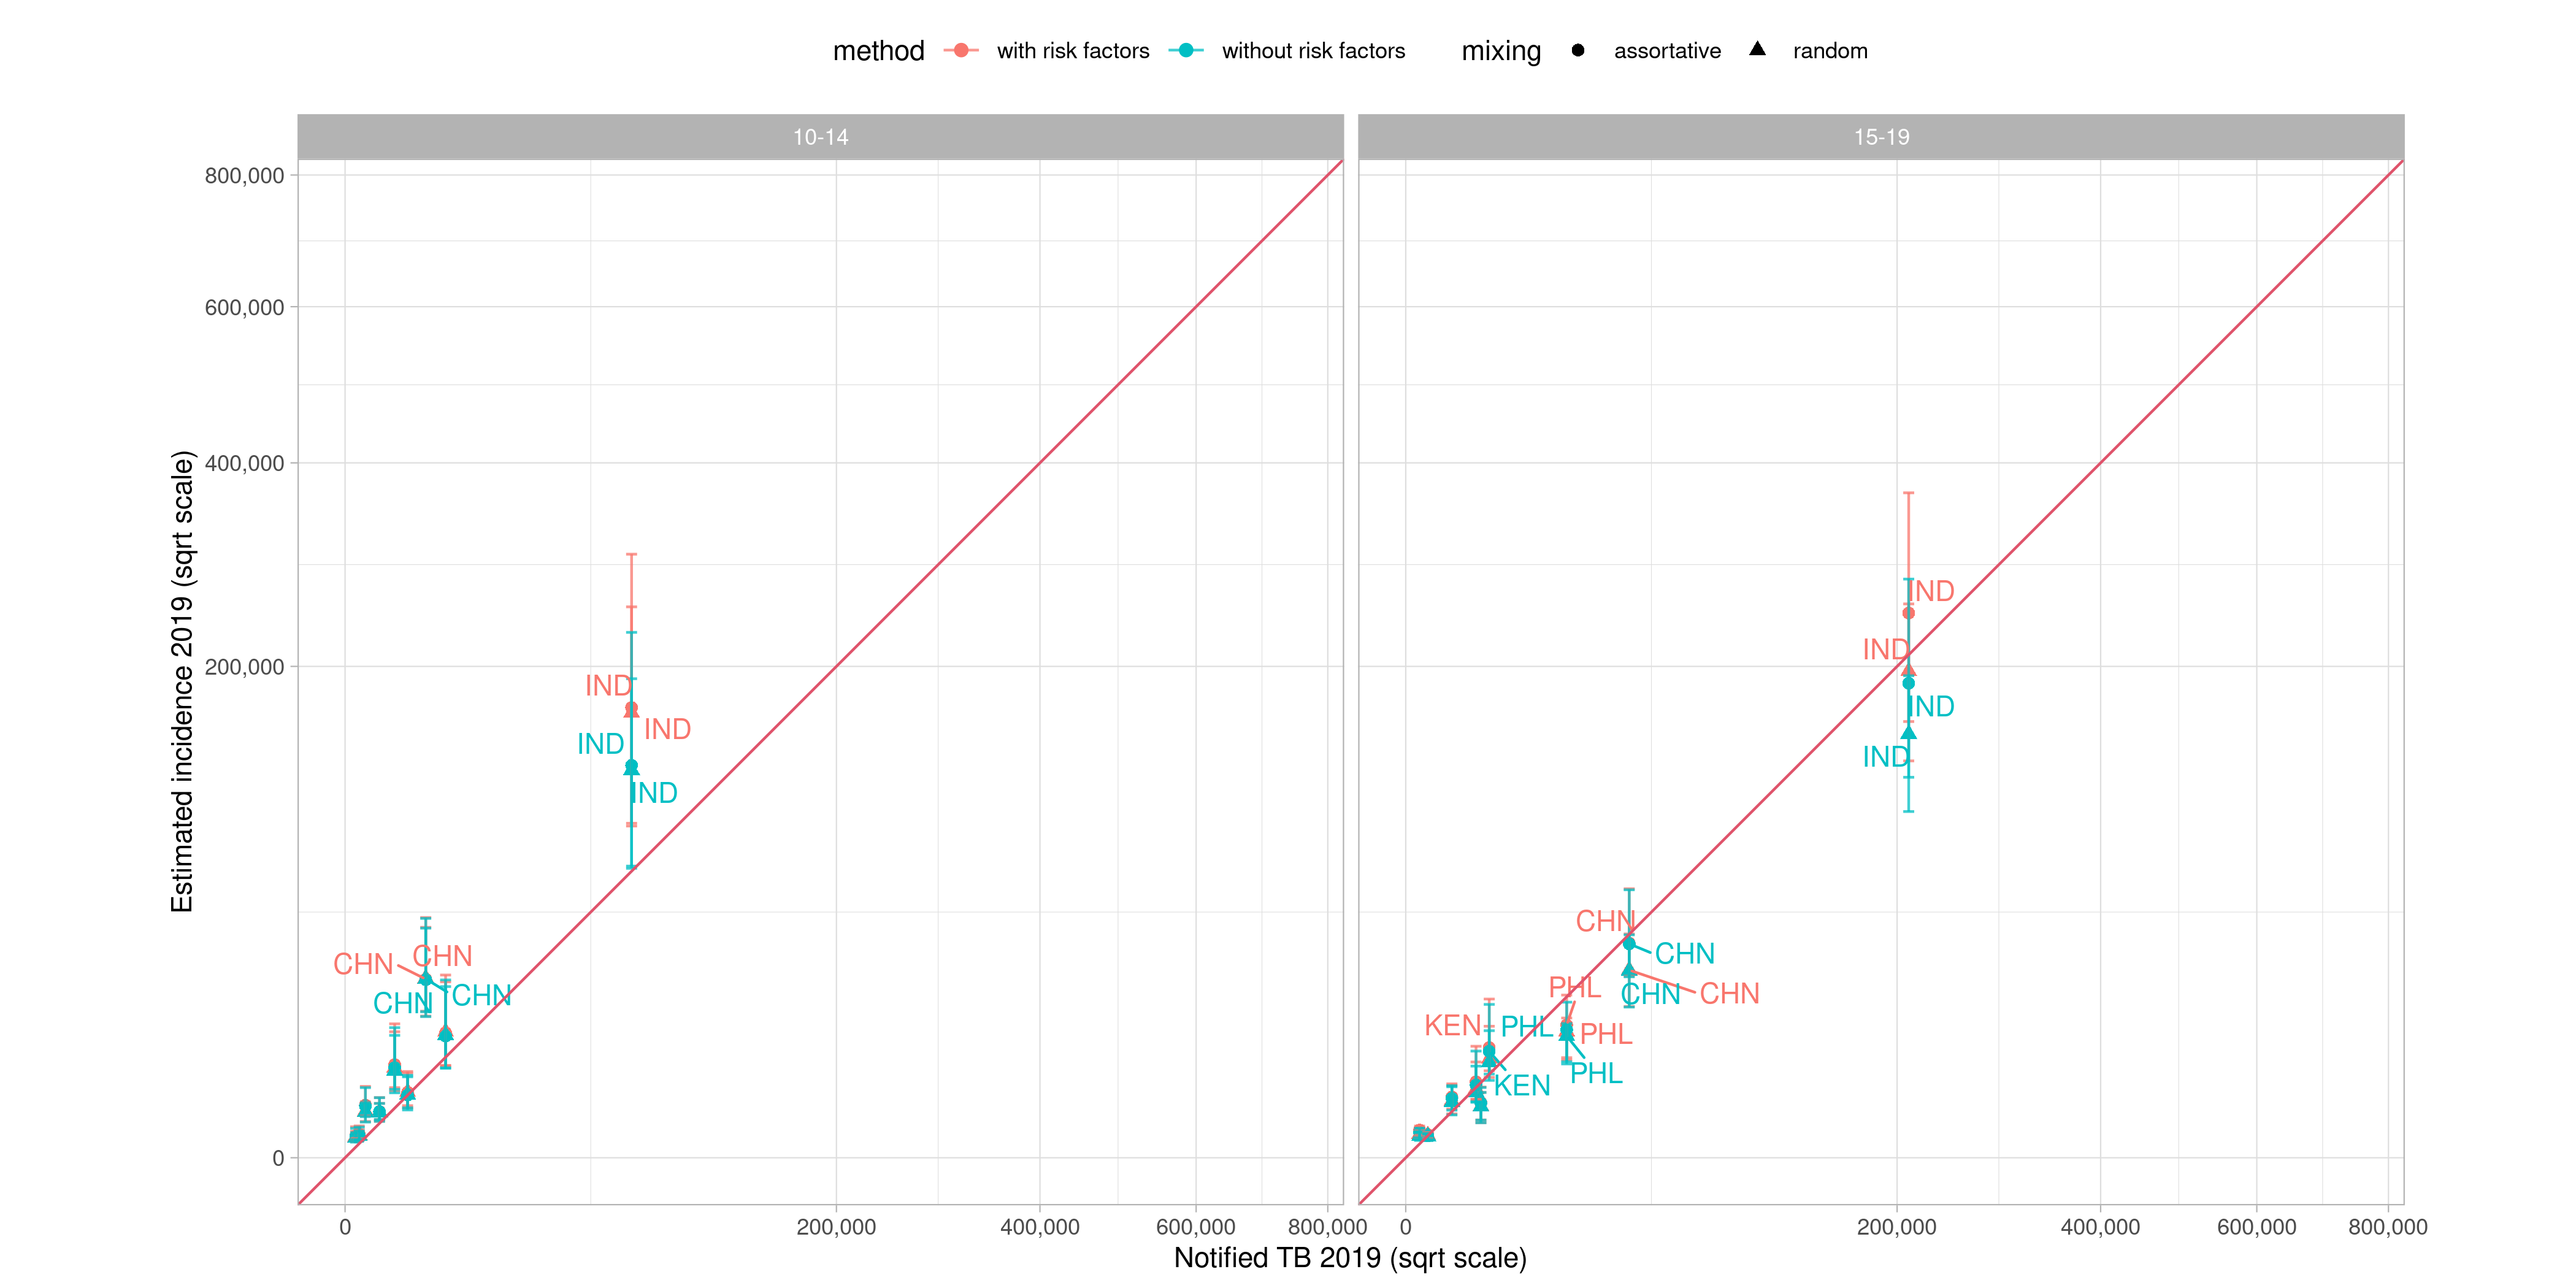 method with risk factors without risk factors mixing assortative random
10-14 15-19
800,000
600,000
400,000
200,000
0
Estimated incidence 2019 (sqrt scale)
IND
IND
IND
IND
CHN
CHN
CHN
CHN
IND
IND
IND
IND
CHN
CHN
CHN
CHN
PHL
KEN
PHL
PHL
PHL
KEN
0 200,000 400,000 600,000 800,000 0 200,000 400,000 600,000 800,000
Notified TB 2019 (sqrt scale)